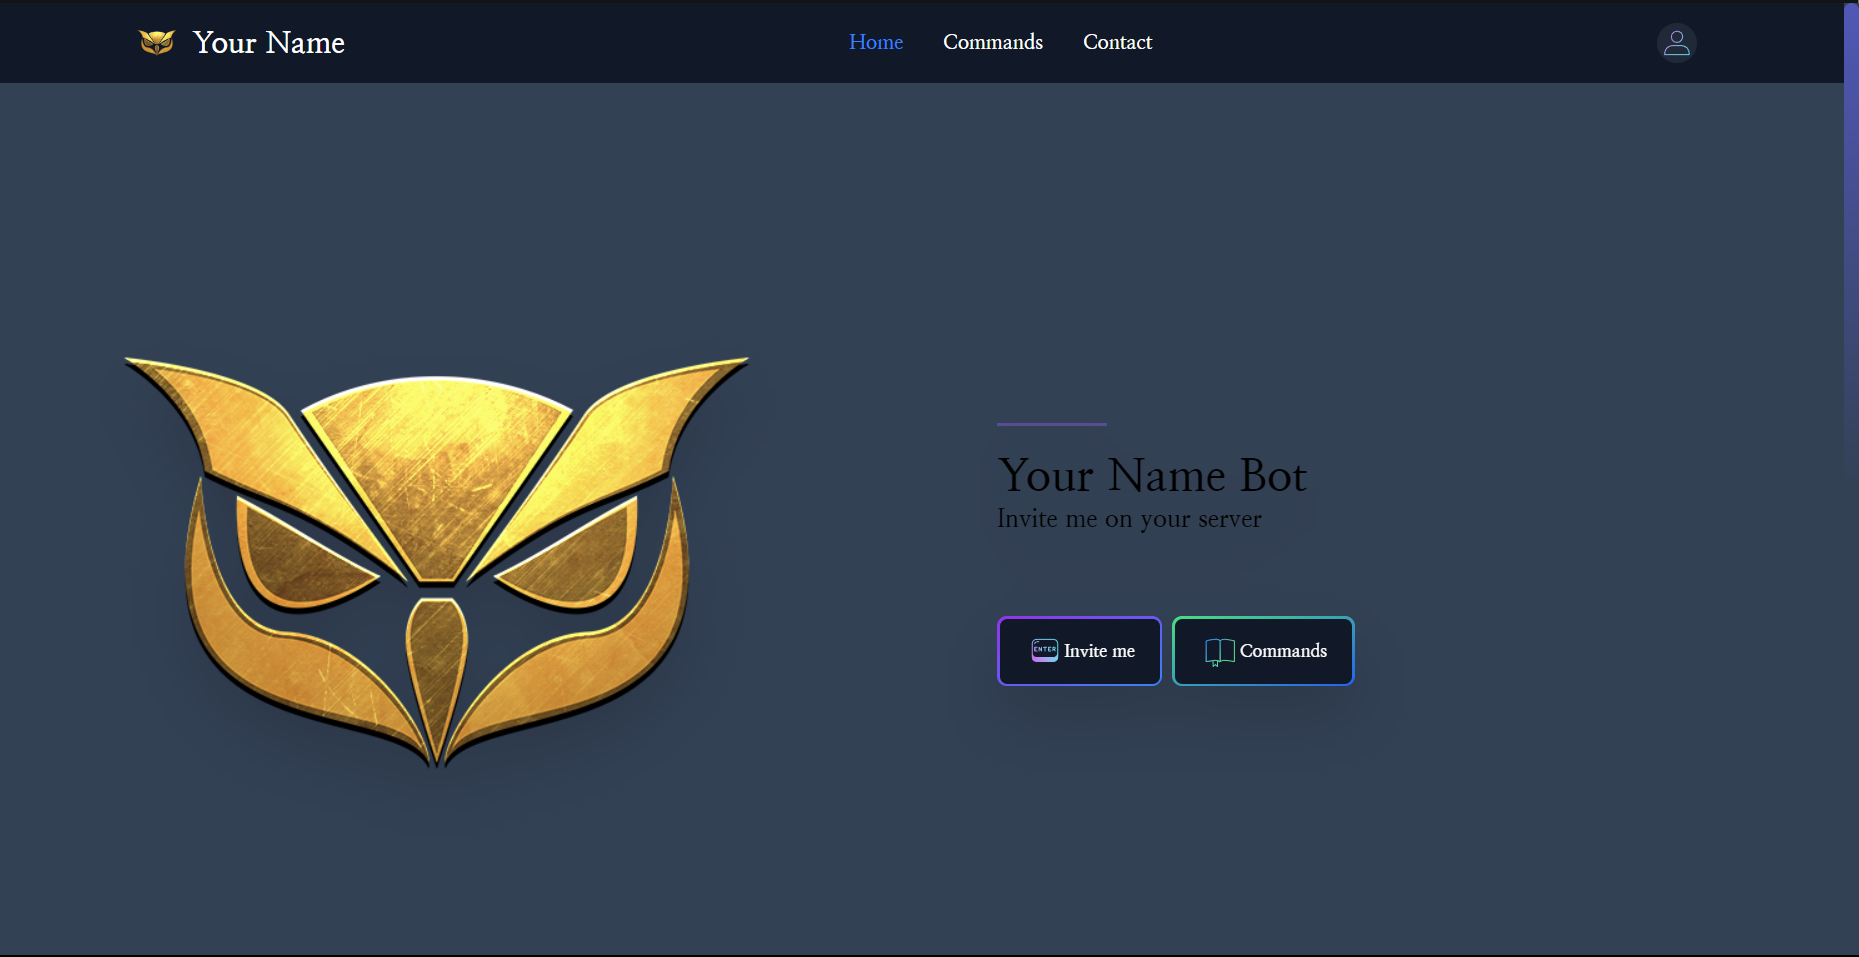 Your Name
Home
Commands
Contact
Your Name Bot
Invite me on your server
ENTER
Invite me
Commands